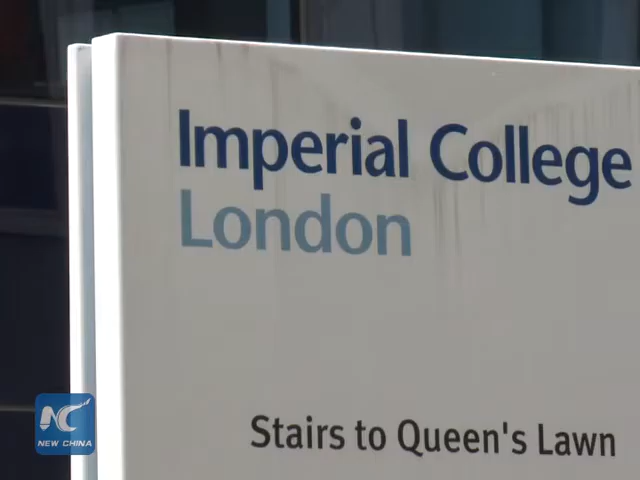 Imperial College
London
Stairs to Queen's Lawn
NC
NEW CHINA